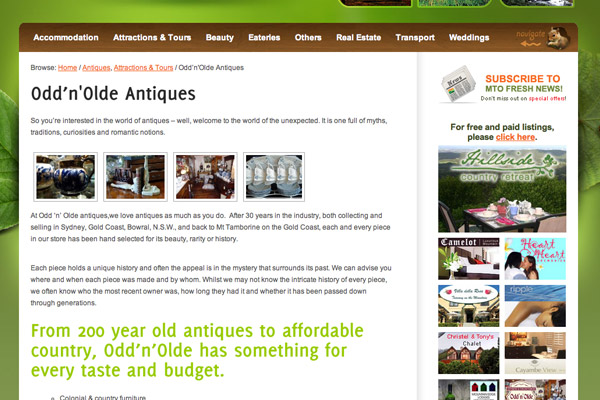 Accommodation Attractions & Tours Beauty Eateries Others Real Estate Transport Weddings navigate
Browse: Home / Antiques, Attractions & Tours / Odd'n'Olde Antiques
Odd'n'Olde Antiques
So you're interested in the world of antiques – well, welcome to the world of the unexpected. It is one full of myths,
traditions, curiosities and romantic notions.
At Odd 'n' Olde antiques,we love antiques as much as you do. After 30 years in the industry, both collecting and
selling in Sydney, Gold Coast, Bowral, N.S.W., and back to Mt Tamborine on the Gold Coast, each and every piece
in our store has been hand selected for its beauty, rarity or history.
Each piece holds a unique history and often the appeal is in the mystery that surrounds its past. We can advise you
where and when each piece was made and by whom. Whilst we may not know the intricate history of every piece,
we often know who the most recent owner was, how long they had it and whether it has been passed down
through generations.
From 200 year old antiques to affordable
country, Odd'n'Olde has something for
every taste and budget.
Colonial & country furniture
News
SUBSCRIBE TO
MTO FRESH NEWS!
Don't miss out on special offers!
For free and paid listings,
please click here.
Hillside
country retreat
Camelot
Heart to
Heart
Villa della Rosa
ripple
Christel & Tony's
Chalet
Cayambe View
Odd'n'Olde